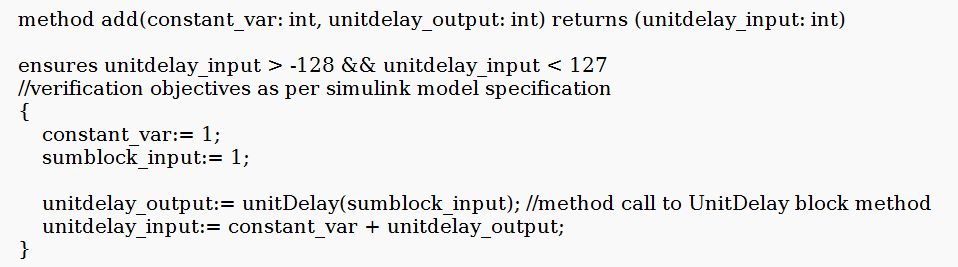 method add(constant_var: int, unitdelay_output: int) returns (unitdelay_input: int)
ensures unitdelay_input > -128 && unitdelay_input < 127
//verification objectives as per simulink model specification
{
constant_var:= 1;
sumblock_input:= 1;
unitdelay_output:= unitDelay(sumblock_input); //method call to UnitDelay block method
unitdelay_input:= constant_var + unitdelay_output;
}